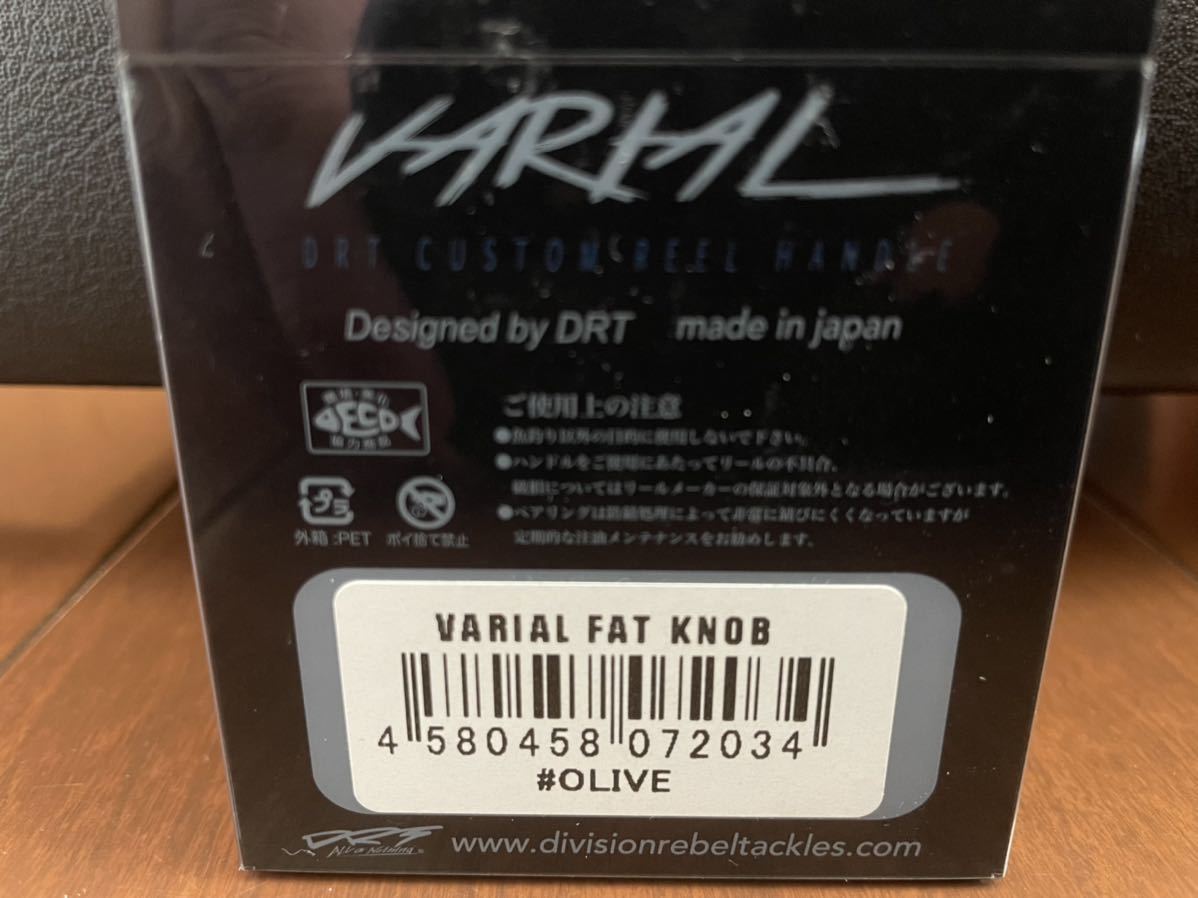 VARIAL
DRT CUSTOM REEL HANDLE
Designed by DRT made in japan
ECO
ご使用上の注意
●魚釣り以外の目的に使用しないで下さい。
●ハンドルをご使用にあたってリールの不具合、
破損についてはリールメーカーの保証対象外となる場合がございます。
●ベアリングは防錆処理によって非常に錆びにくくなっていますが
定期的な注油メンテナンスをお勧めします。
プラ
外箱:PET ポイ捨て禁止
VARIAL FAT KNOB
4 580458 072034
#OLIVE
DRT
www.divisionrebeltackles.com